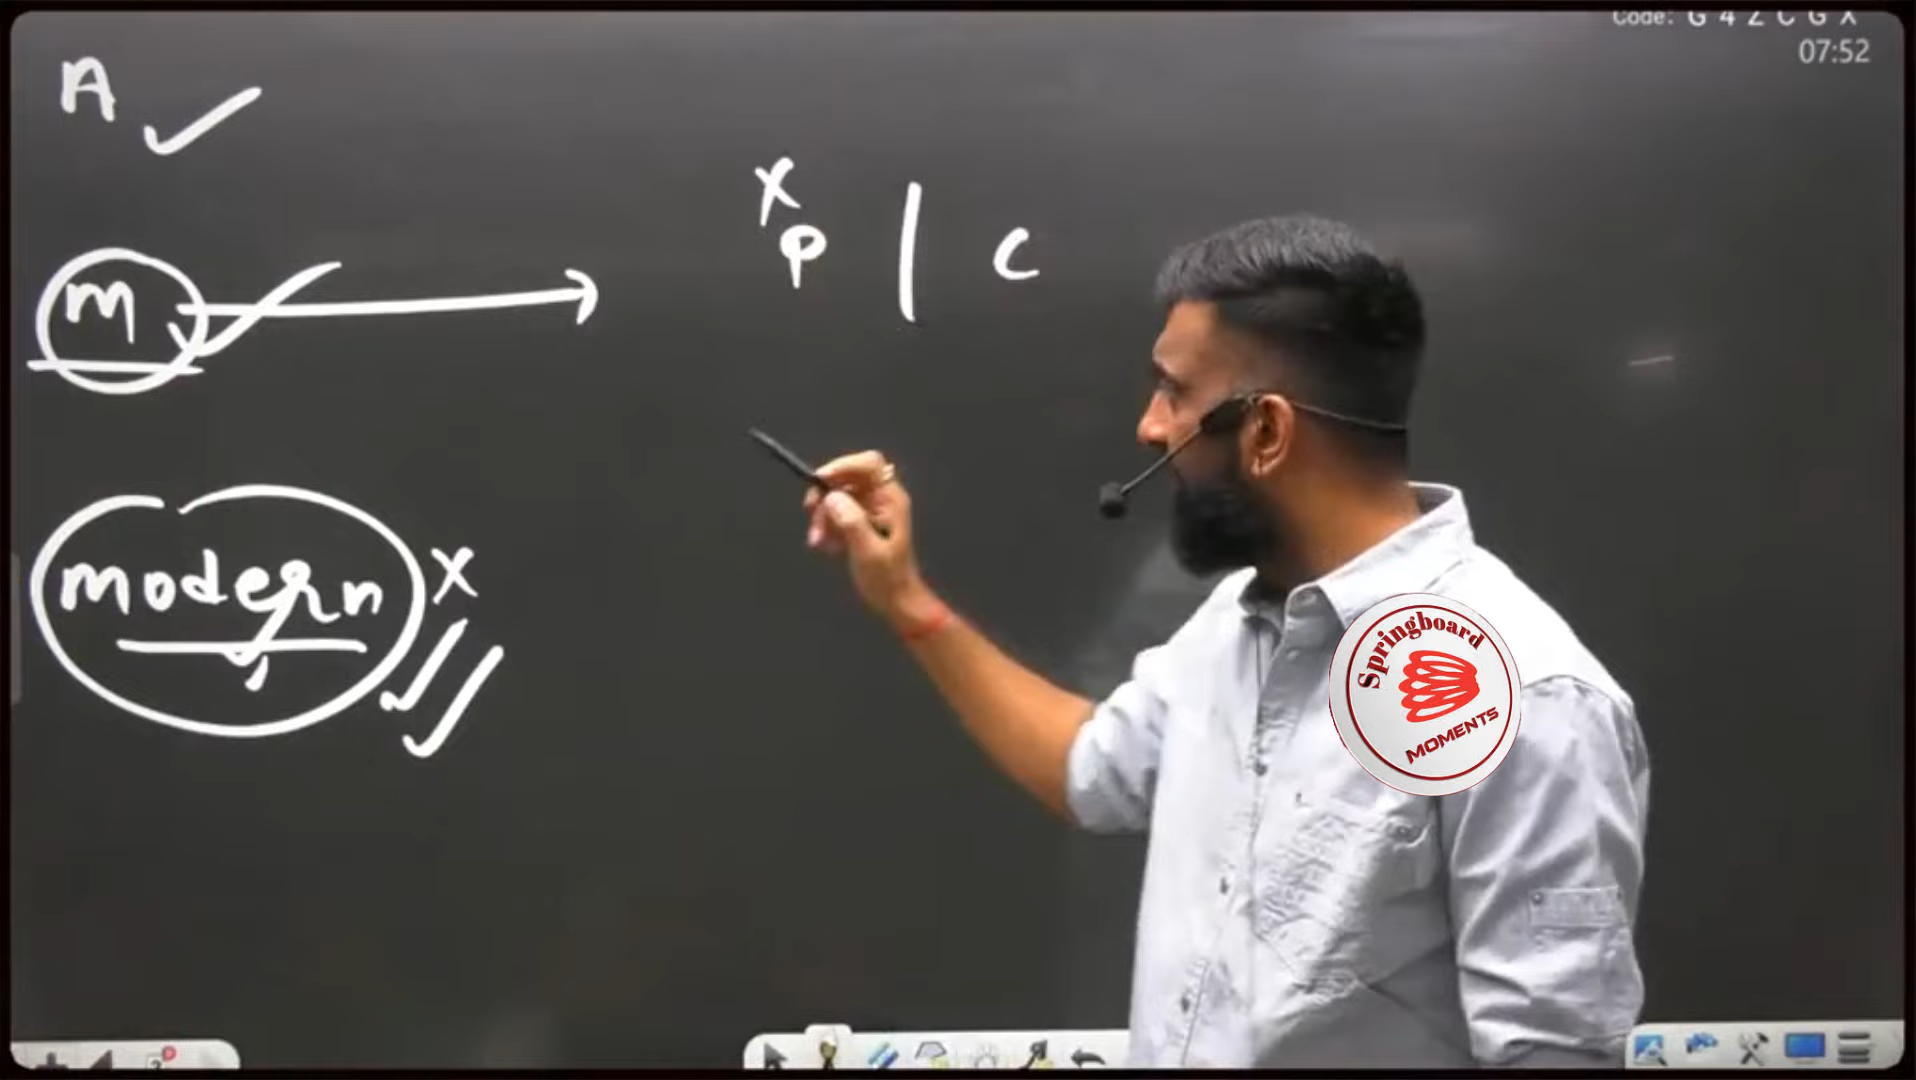 Code: G 4 Z C G X
07:52
A
X
P | C
m
modern X
Springboard
MOMENTS